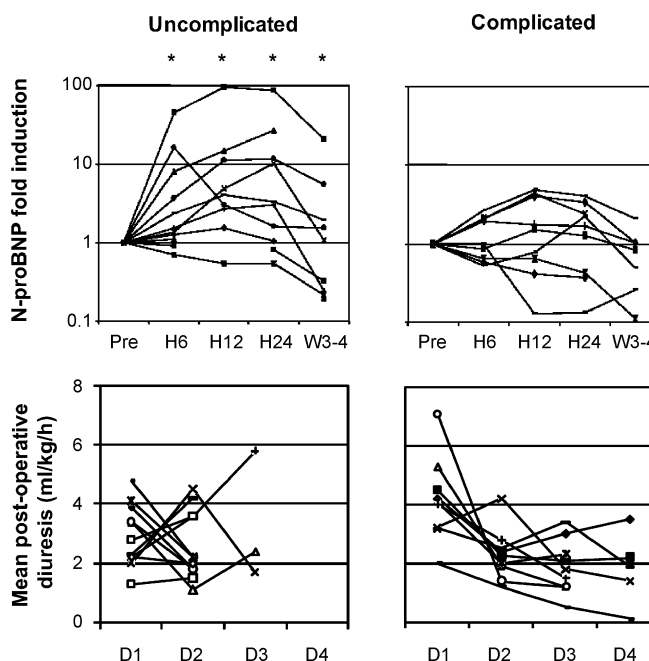 Uncomplicated
Complicated
* * * *
N-proBNP fold induction
100
10
1
0.1
Pre H6 H12 H24 W3-4
Pre H6 H12 H24 W3-4
Mean post-operative
diuresis (ml/kg/h)
8
6
4
2
0
D1 D2 D3 D4
D1 D2 D3 D4